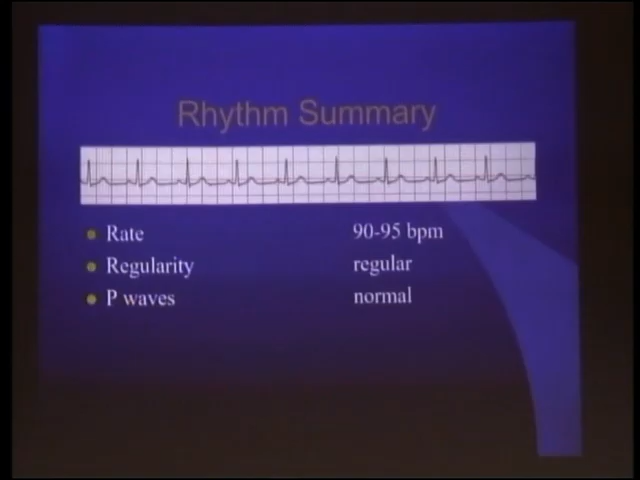 Rhythm Summary
Rate 90-95 bpm
Regularity regular
P waves normal